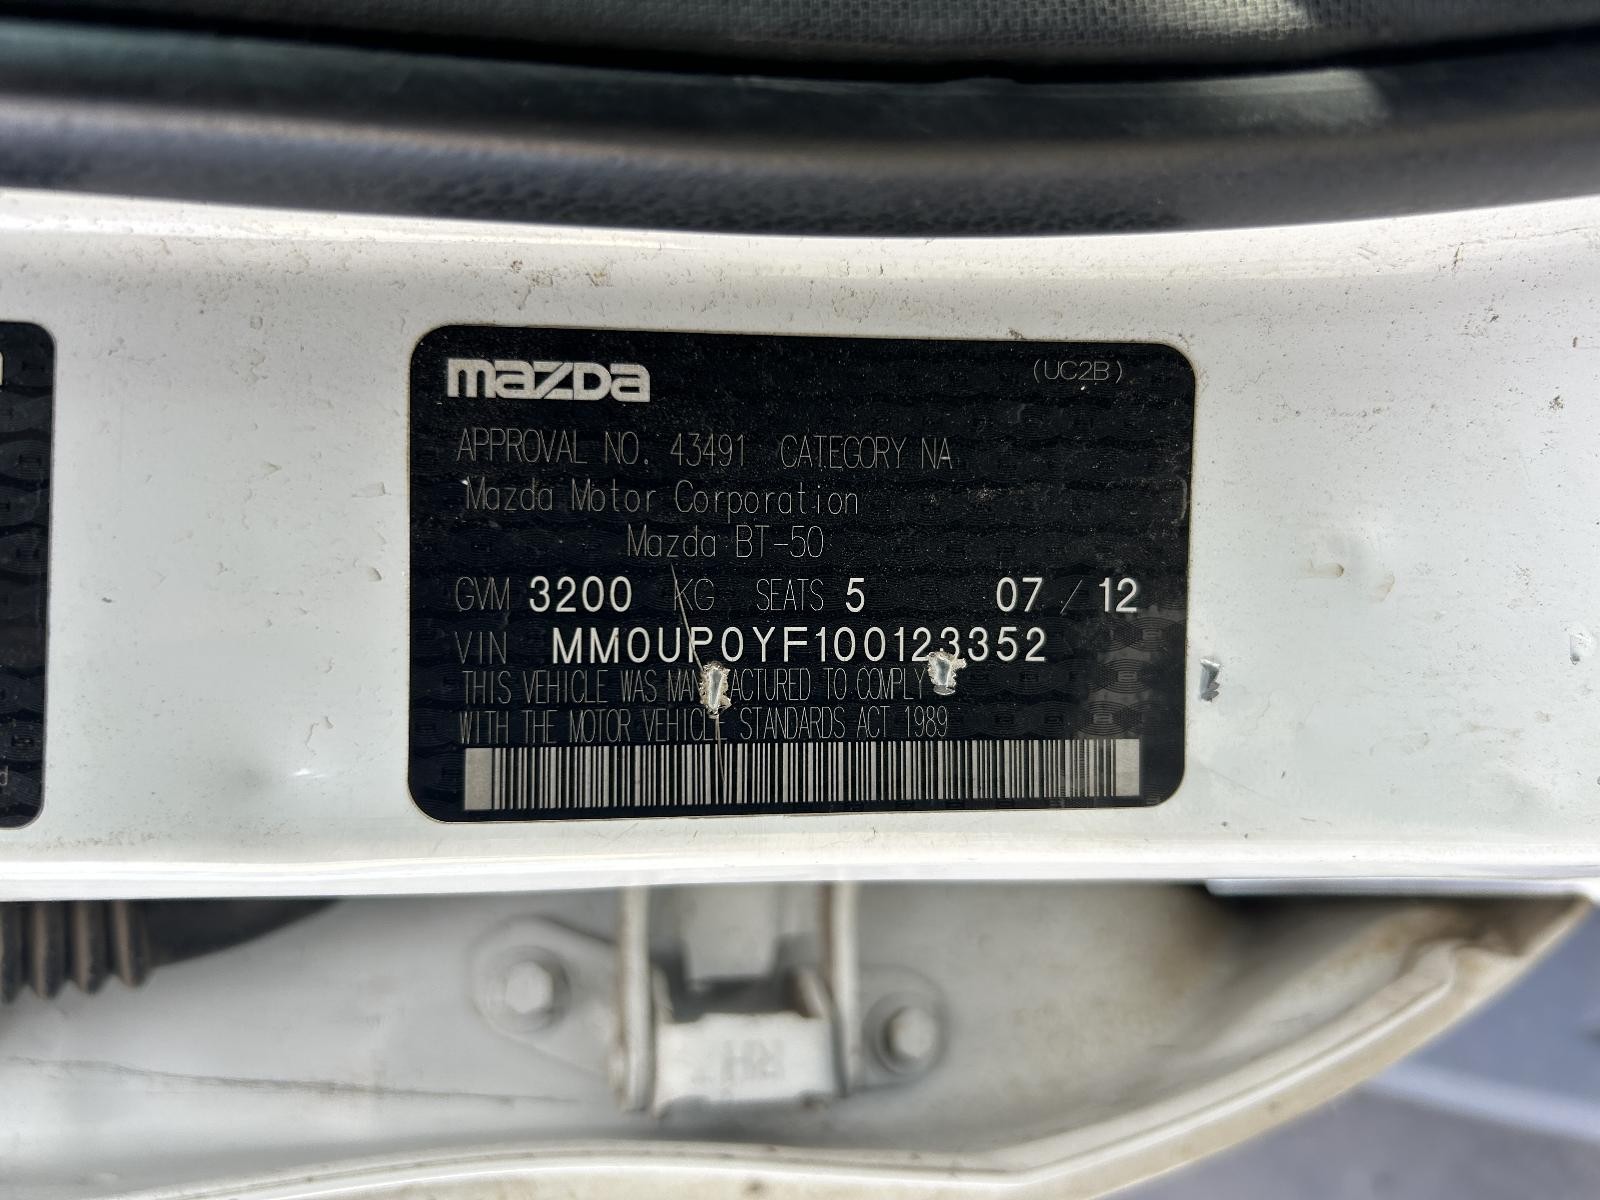 mazda
(UC2B)
APPROVAL NO. 43491 CATEGORY NA
Mazda Motor Corporation
Mazda BT-50
GVM 3200 KG SEATS 5 07 / 12
VIN MM0UP0YF100123352
THIS VEHICLE WAS MANUFACTURED TO COMPLY
WITH THE MOTOR VEHICLE STANDARDS ACT 1989
RH